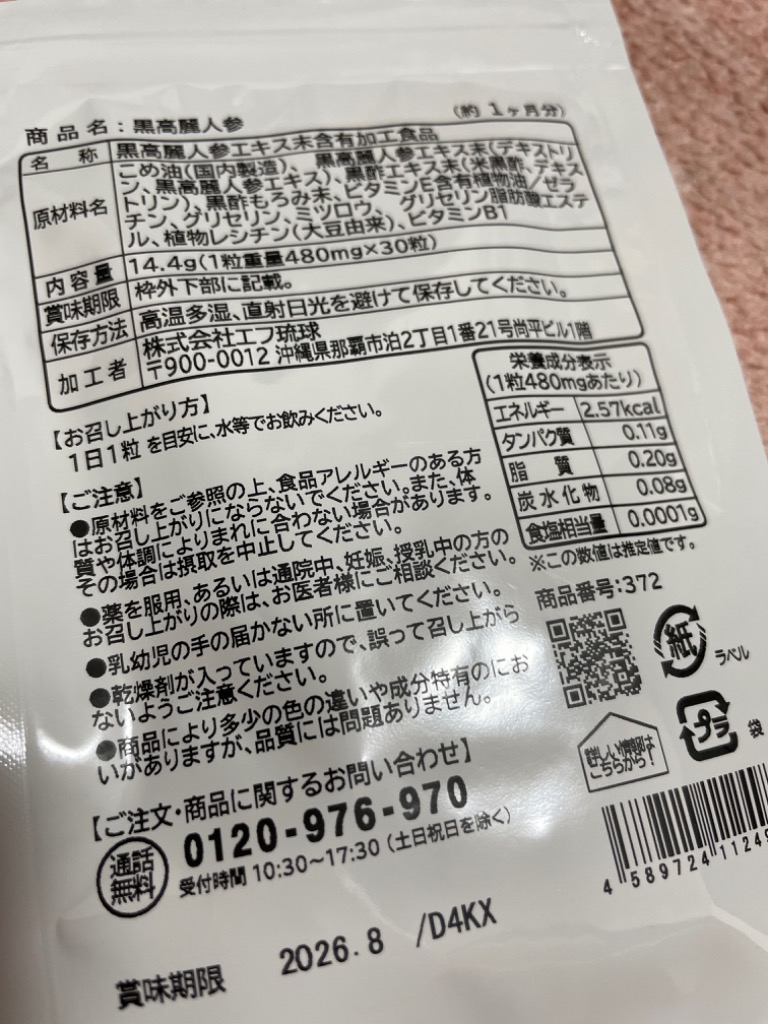 商品名：黒高麗人参
(約 1ヶ月分)
名 称 黒高麗人参エキス末含有加工食品
原材料名 こめ油(国内製造)、黒高麗人参エキス末(デキストリ
ン、黒高麗人参エキス)、黒酢エキス末(米黒酢、デキス
トリン)、黒酢もろみ末、ビタミンE含有植物油/ゼラ
チン、グリセリン、ミツロウ、グリセリン脂肪酸エステ
ル、植物レシチン(大豆由来)、ビタミンB1
内容量 14.4g(1粒重量480mg×30粒)
賞味期限 枠外下部に記載。
保存方法 高温多湿、直射日光を避けて保存してください。
加工者 株式会社エフ琉球
〒900-0012 沖縄県那覇市泊2丁目1番21号尚平ビル1階
【お召し上がり方】
1日1粒 を目安に、水等でお飲みください。
【ご注意】
●原材料をご参照の上、食品アレルギーのある方
はお召し上がりにならないでください。また、体
質や体調によりまれに合わない場合があります。
その場合は摂取を中止してください。
●薬を服用、あるいは通院中、妊娠、授乳中の方の
お召し上がりの際は、お医者様にご相談ください。
●乳幼児の手の届かない所に置いてください。
●乾燥剤が入っていますので、誤って召し上がら
ないようご注意ください。
●商品により多少の色の違いや成分特有のにお
いがありますが、品質には問題ありません。
栄養成分表示
(1粒480mgあたり)
エネルギー 2.57kcal
タンパク質 0.11g
脂 質 0.20g
炭水化物 0.08g
食塩相当量 0.0001g
※この数値は推定値です。
商品番号:372
紙 ラベル
プラ 袋
詳しい情報は
こちらから！
4 589724 11249
【ご注文・商品に関するお問い合わせ】
通話
無料
0120-976-970
受付時間 10:30～17:30 (土日祝日を除く)
賞味期限 2026.8 /D4KX